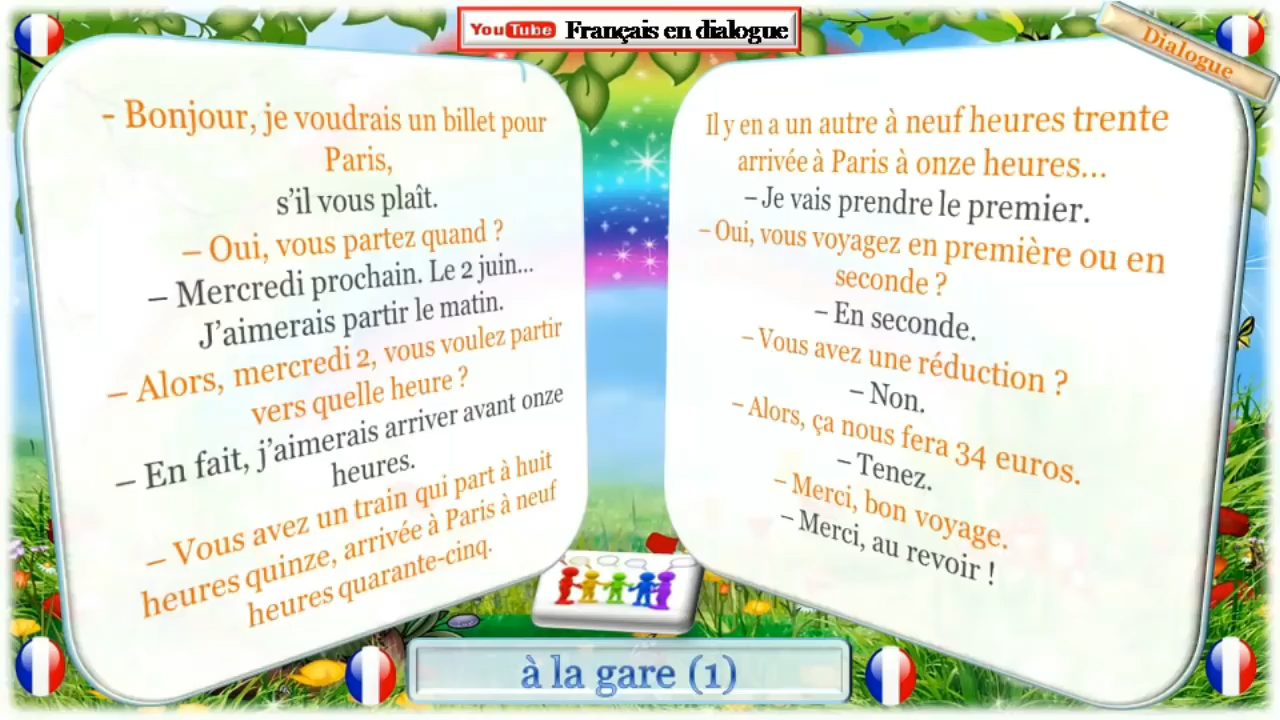 YouTube Français en dialogue
Dialogue
- Bonjour, je voudrais un billet pour
Paris,
s'il vous plaît.
– Oui, vous partez quand ?
– Mercredi prochain. Le 2 juin...
J'aimerais partir le matin.
– Alors, mercredi 2, vous voulez partir
vers quelle heure ?
– En fait, j'aimerais arriver avant onze
heures.
– Vous avez un train qui part à huit
heures quinze, arrivée à Paris à neuf
heures quarante-cinq.
Il y en a un autre à neuf heures trente
arrivée à Paris à onze heures...
– Je vais prendre le premier.
– Oui, vous voyagez en première ou en
seconde ?
– En seconde.
– Vous avez une réduction ?
– Non.
– Alors, ça nous fera 34 euros.
– Tenez.
– Merci, bon voyage.
– Merci, au revoir !
à la gare (1)